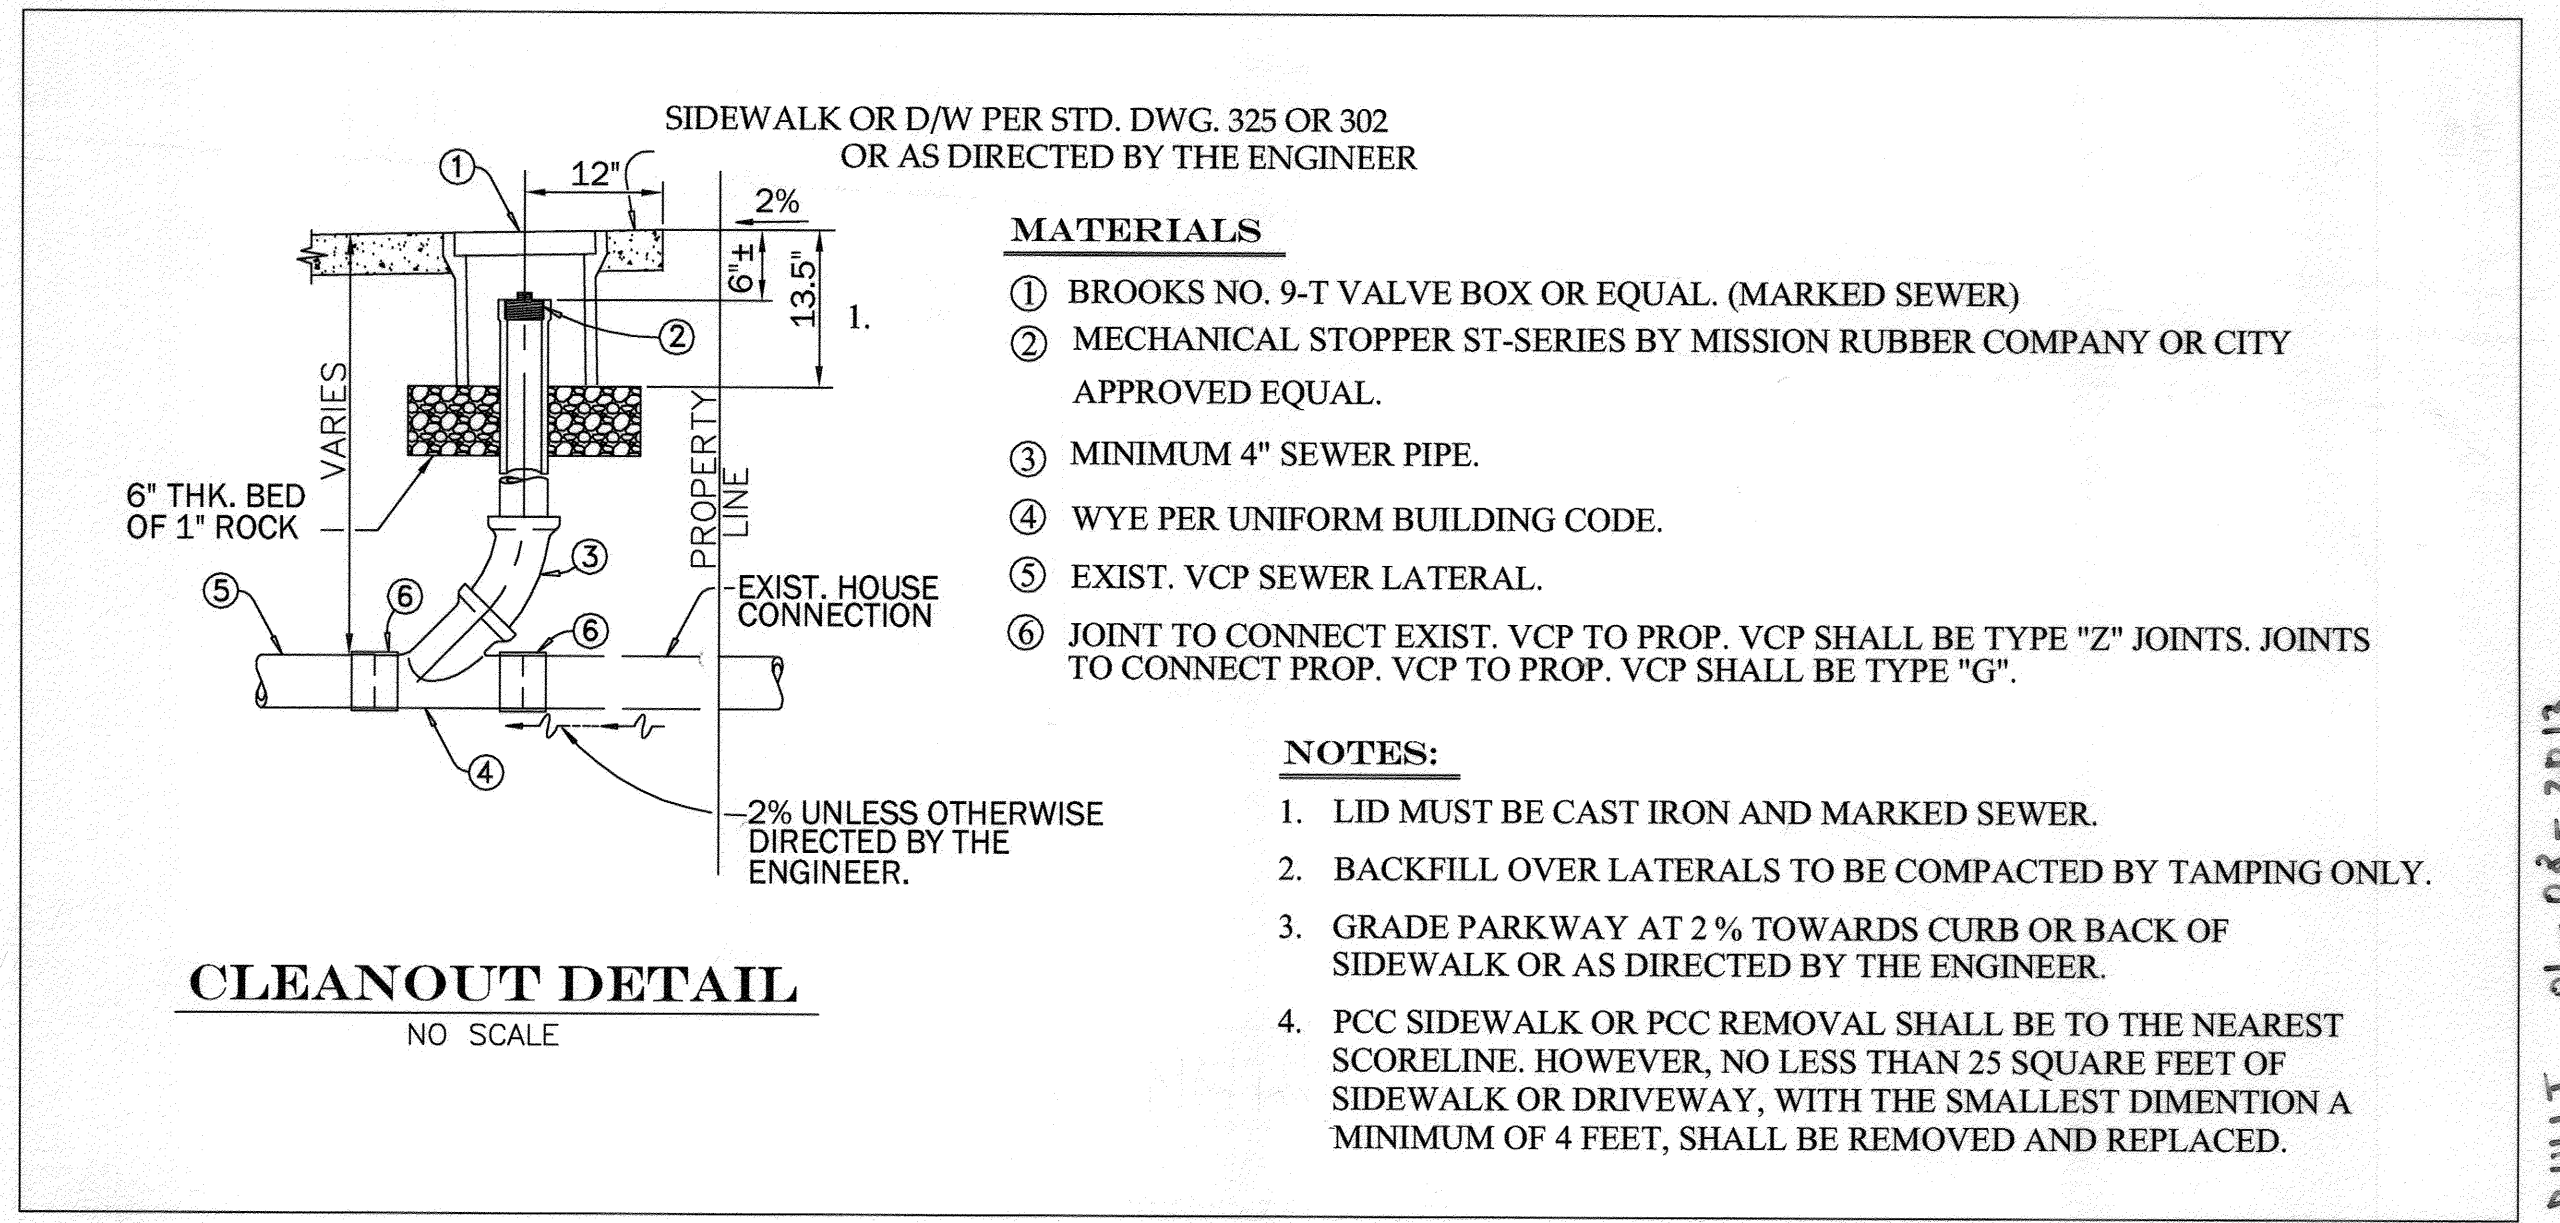 SIDEWALK OR D/W PER STD. DWG. 325 OR 302
OR AS DIRECTED BY THE ENGINEER
1
12"
2%
6"±
13.5"
1.
2
VARIES
PROPERTY
LINE
6" THK. BED
OF 1" ROCK
3
5
6
6
EXIST. HOUSE
CONNECTION
4
2% UNLESS OTHERWISE
DIRECTED BY THE
ENGINEER.
CLEANOUT DETAIL
NO SCALE
MATERIALS
1 BROOKS NO. 9-T VALVE BOX OR EQUAL. (MARKED SEWER)
2 MECHANICAL STOPPER ST-SERIES BY MISSION RUBBER COMPANY OR CITY
APPROVED EQUAL.
3 MINIMUM 4" SEWER PIPE.
4 WYE PER UNIFORM BUILDING CODE.
5 EXIST. VCP SEWER LATERAL.
6 JOINT TO CONNECT EXIST. VCP TO PROP. VCP SHALL BE TYPE "Z" JOINTS. JOINTS
TO CONNECT PROP. VCP TO PROP. VCP SHALL BE TYPE "G".
NOTES:
1. LID MUST BE CAST IRON AND MARKED SEWER.
2. BACKFILL OVER LATERALS TO BE COMPACTED BY TAMPING ONLY.
3. GRADE PARKWAY AT 2% TOWARDS CURB OR BACK OF
SIDEWALK OR AS DIRECTED BY THE ENGINEER.
4. PCC SIDEWALK OR PCC REMOVAL SHALL BE TO THE NEAREST
SCORELINE. HOWEVER, NO LESS THAN 25 SQUARE FEET OF
SIDEWALK OR DRIVEWAY, WITH THE SMALLEST DIMENTION A
MINIMUM OF 4 FEET, SHALL BE REMOVED AND REPLACED.